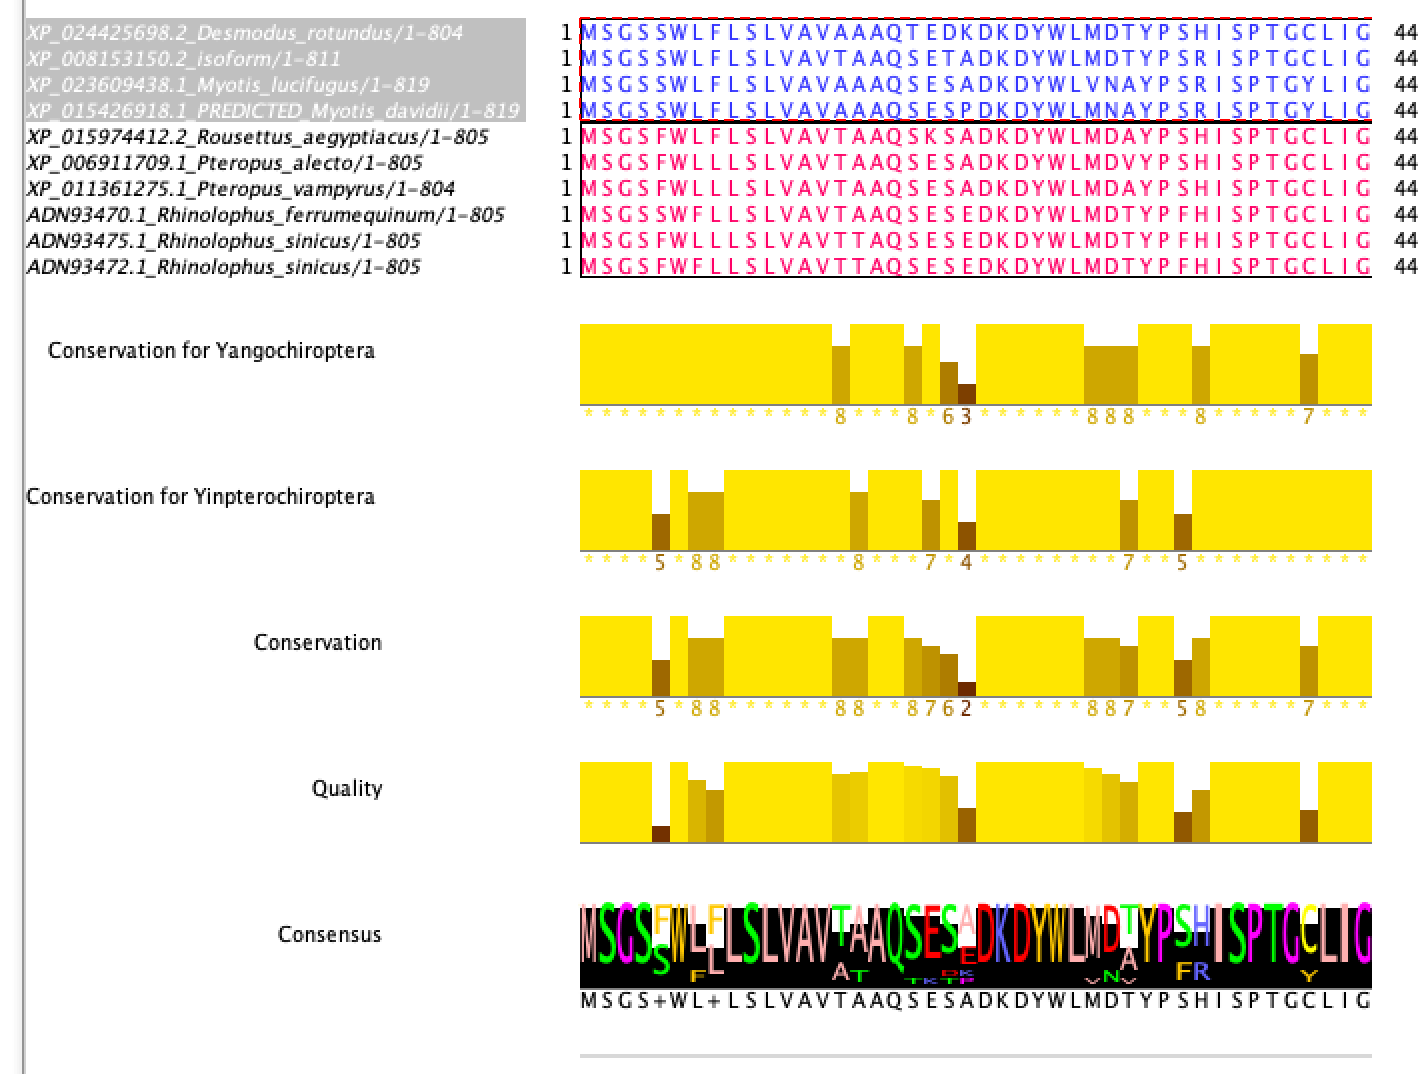 XP_024425698.2_Desmodus_rotundus/1-804 1 MSGSSWLFLSLVAVAAAQTEDKDKDYWLMDTYPSHISPTGCLIG 44
XP_008153150.2_isoform/1-811 1 MSGSSWLFLSLVAVTAAQSETADKDYWLMDTYPSRISPTGCLIG 44
XP_023609438.1_Myotis_lucifugus/1-819 1 MSGSSWLFLSLVAVAAAQSESADKDYWLVNAYPSRISPTGYLIG 44
XP_015426918.1_PREDICTED_Myotis_davidii/1-819 1 MSGSSWLFLSLVAVAAAQSESPDKDYWLMNAYPSRISPTGYLIG 44
XP_015974412.2_Rousettus_aegyptiacus/1-805 1 MSGSFWLFLSLVAVTAAQSKSADKDYWLMDAYPSHISPTGCLIG 44
XP_006911709.1_Pteropus_alecto/1-805 1 MSGSFWLLLSLVAVTAAQSESADKDYWLMDVYPSHISPTGCLIG 44
XP_011361275.1_Pteropus_vampyrus/1-804 1 MSGSFWLLLSLVAVTAAQSESADKDYWLMDAYPSHISPTGCLIG 44
ADN93470.1_Rhinolophus_ferrumequinum/1-805 1 MSGSSWFLLSLVAVTAAQSESEDKDYWLMDTYPFHISPTGCLIG 44
ADN93475.1_Rhinolophus_sinicus/1-805 1 MSGSFWLLLSLVAVTTAQSESEDKDYWLMDTYPFHISPTGCLIG 44
ADN93472.1_Rhinolophus_sinicus/1-805 1 MSGSFWFLLSLVAVTTAQSESEDKDYWLMDTYPFHISPTGCLIG 44
Conservation for Yangochiroptera
**************8***8*63******888***8*****7***
Conservation for Yinpterochiroptera
****5*88*******8***7*4********7**5**********
Conservation
****5*88******88**8762******887**58*****7***
Quality
Consensus
MSGS+WL+LSLVAVTAAQSESADKDYWLMDTYPSHISPTGCLIG